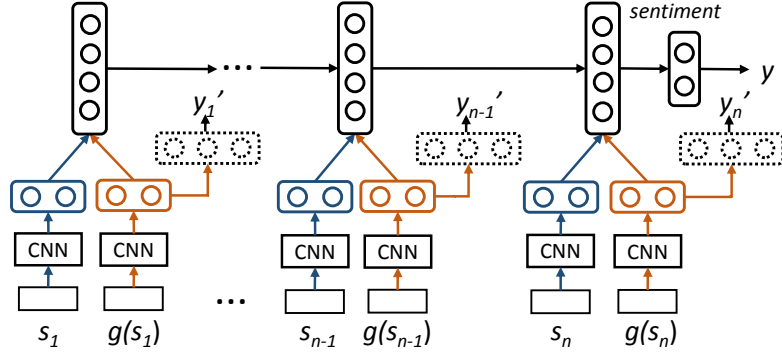 sentiment
...
y
y1' yn-1' yn'
CNN CNN CNN CNN CNN CNN
...
s1 g(s1) sn-1 g(sn-1) sn g(sn)